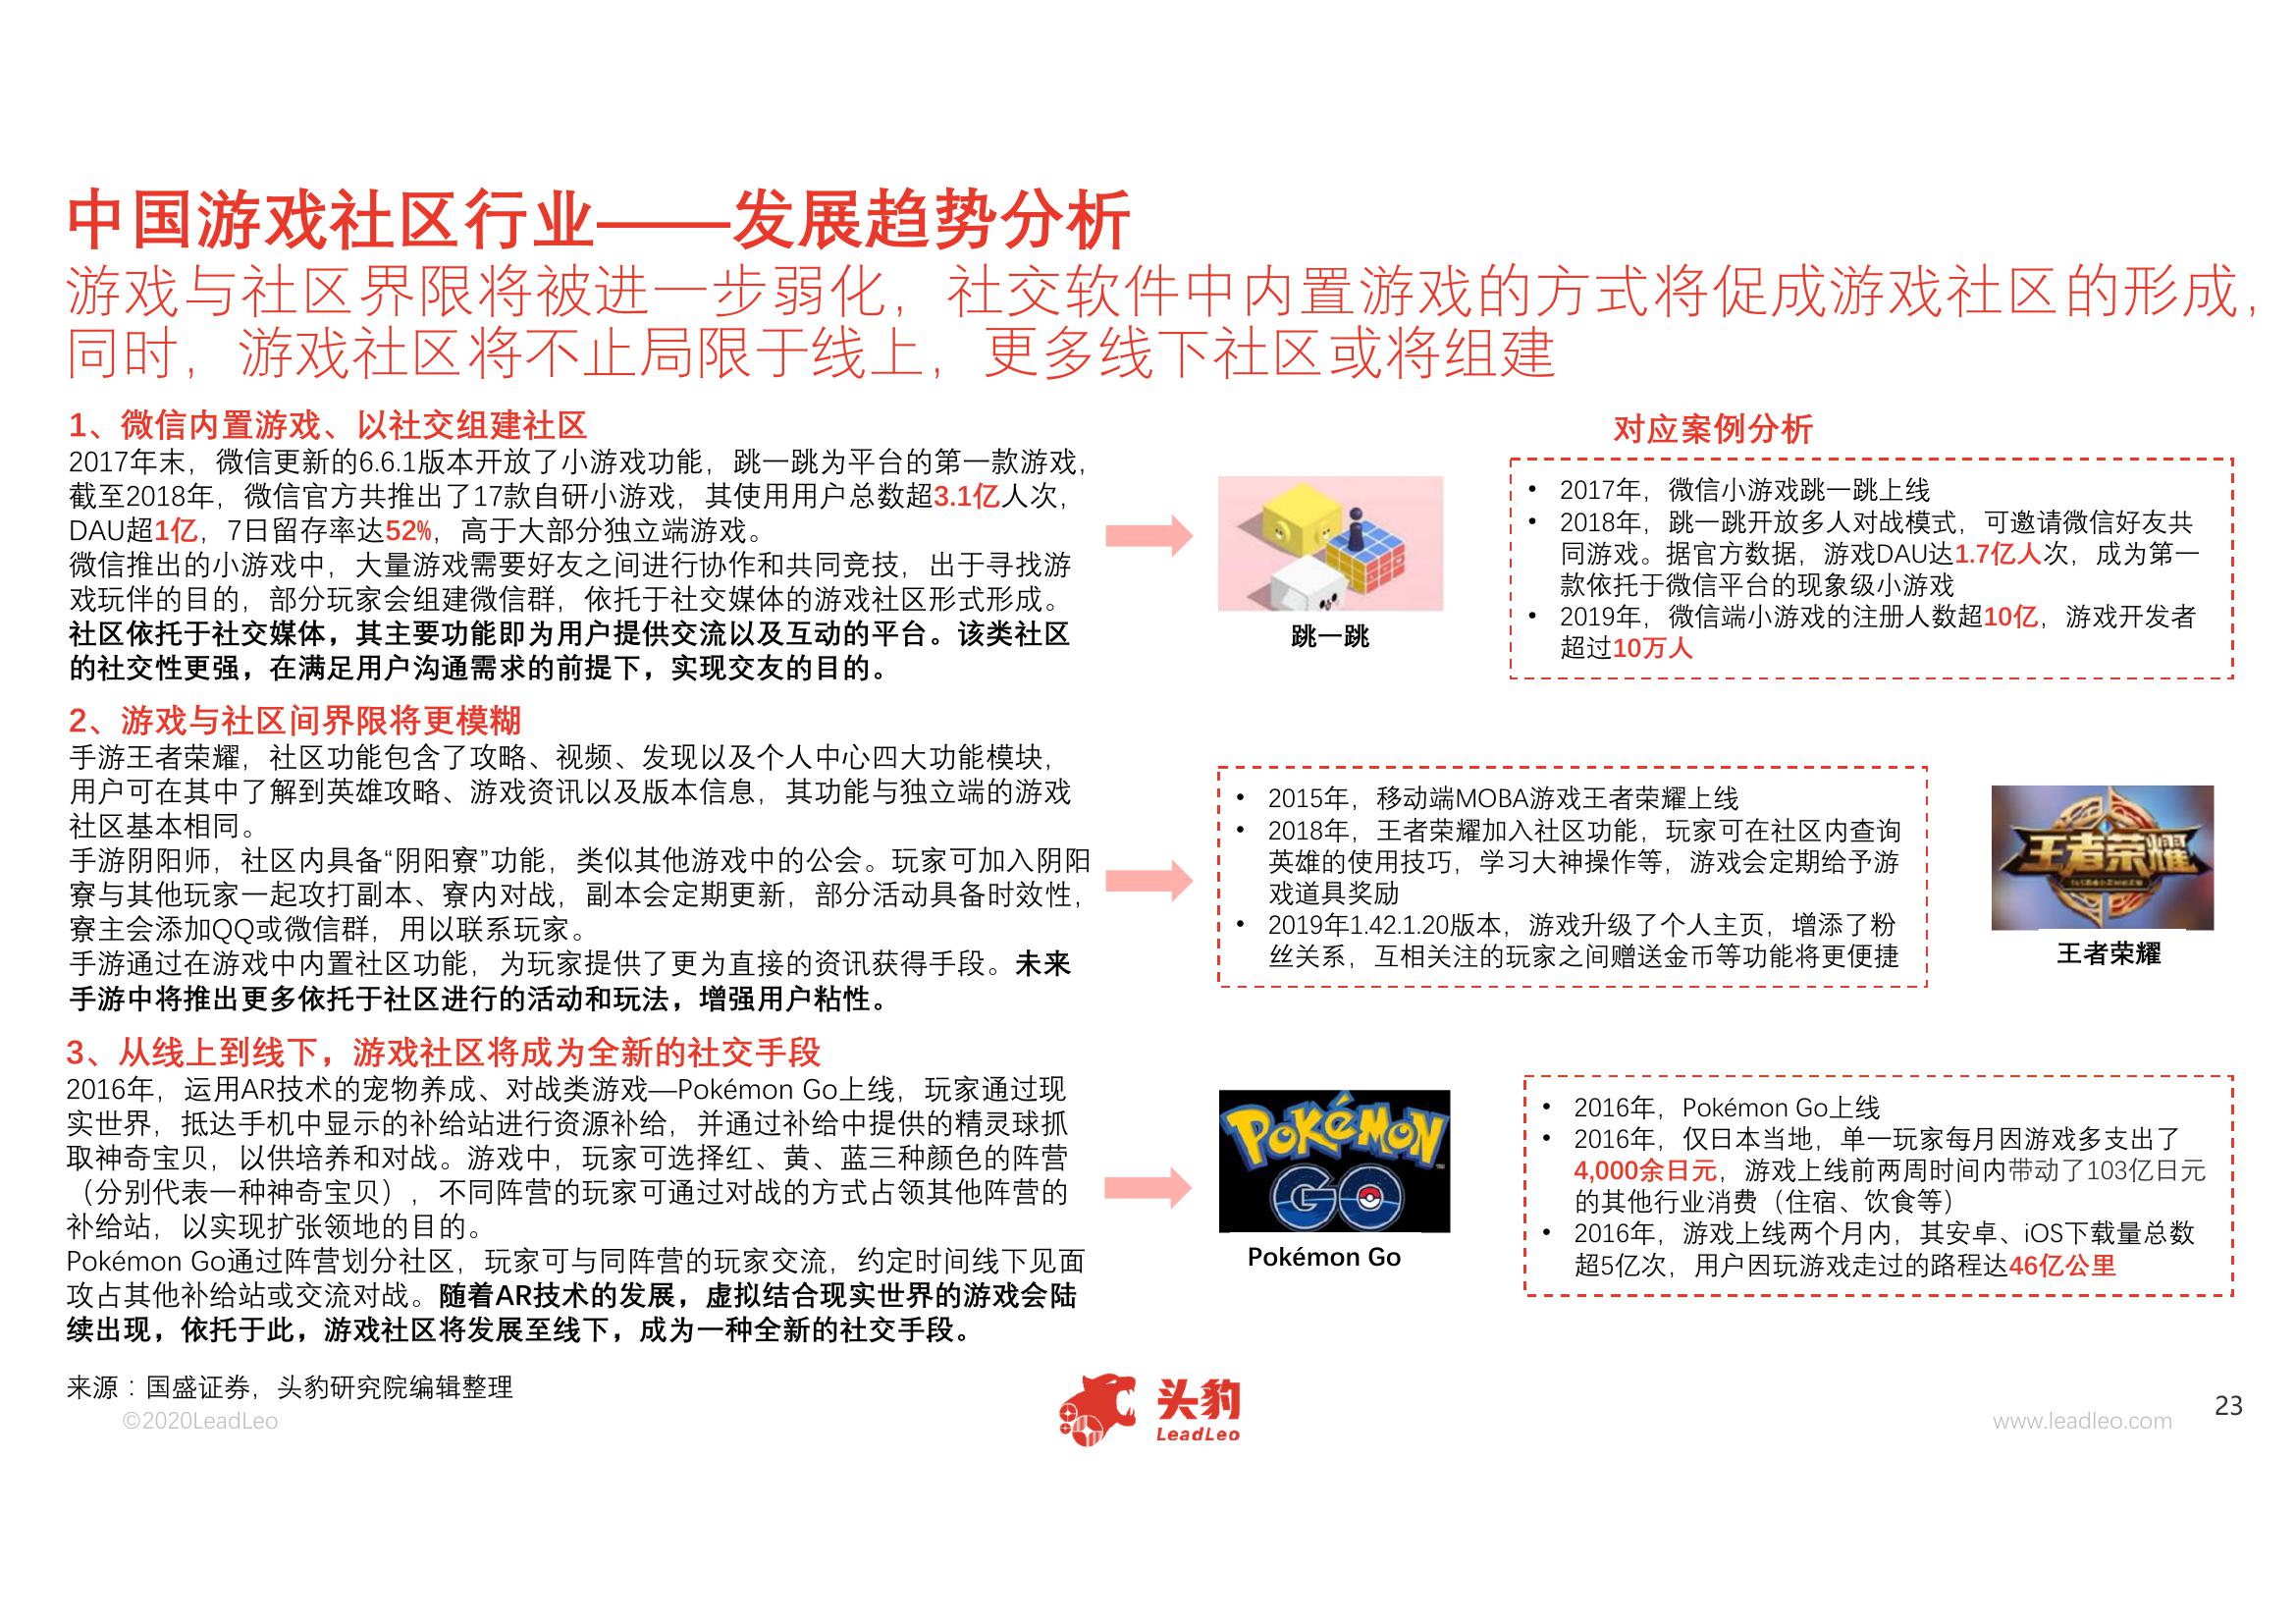 中国游戏社区行业——发展趋势分析
游戏与社区界限将被进一步弱化，社交软件中内置游戏的方式将促成游戏社区的形成，
同时，游戏社区将不止局限于线上，更多线下社区或将组建
1、微信内置游戏、以社交组建社区
2017年末，微信更新的6.6.1版本开放了小游戏功能，跳一跳为平台的第一款游戏，
截至2018年，微信官方共推出了17款自研小游戏，其使用用户总数超3.1亿人次，
DAU超1亿，7日留存率达52%，高于大部分独立端游戏。
微信推出的小游戏中，大量游戏需要好友之间进行协作和共同竞技，出于寻找游
戏玩伴的目的，部分玩家会组建微信群，依托于社交媒体的游戏社区形式形成。
社区依托于社交媒体，其主要功能即为用户提供交流以及互动的平台。该类社区
的社交性更强，在满足用户沟通需求的前提下，实现交友的目的。
跳一跳
对应案例分析
• 2017年，微信小游戏跳一跳上线
• 2018年，跳一跳开放多人对战模式，可邀请微信好友共
同游戏。据官方数据，游戏DAU达1.7亿人次，成为第一
款依托于微信平台的现象级小游戏
• 2019年，微信端小游戏的注册人数超10亿，游戏开发者
超过10万人
2、游戏与社区间界限将更模糊
手游王者荣耀，社区功能包含了攻略、视频、发现以及个人中心四大功能模块，
用户可在其中了解到英雄攻略、游戏资讯以及版本信息，其功能与独立端的游戏
社区基本相同。
手游阴阳师，社区内具备“阴阳寮”功能，类似其他游戏中的公会。玩家可加入阴阳
寮与其他玩家一起攻打副本、寮内对战，副本会定期更新，部分活动具备时效性，
寮主会添加QQ或微信群，用以联系玩家。
手游通过在游戏中内置社区功能，为玩家提供了更为直接的资讯获得手段。未来
手游中将推出更多依托于社区进行的活动和玩法，增强用户粘性。
• 2015年，移动端MOBA游戏王者荣耀上线
• 2018年，王者荣耀加入社区功能，玩家可在社区内查询
英雄的使用技巧，学习大神操作等，游戏会定期给予游
戏道具奖励
• 2019年1.42.1.20版本，游戏升级了个人主页，增添了粉
丝关系，互相关注的玩家之间赠送金币等功能将更便捷
王者荣耀
王者荣耀
3、从线上到线下，游戏社区将成为全新的社交手段
2016年，运用AR技术的宠物养成、对战类游戏—Pokémon Go上线，玩家通过现
实世界，抵达手机中显示的补给站进行资源补给，并通过补给中提供的精灵球抓
取神奇宝贝，以供培养和对战。游戏中，玩家可选择红、黄、蓝三种颜色的阵营
（分别代表一种神奇宝贝），不同阵营的玩家可通过对战的方式占领其他阵营的
补给站，以实现扩张领地的目的。
Pokémon Go通过阵营划分社区，玩家可与同阵营的玩家交流，约定时间线下见面
攻占其他补给站或交流对战。随着AR技术的发展，虚拟结合现实世界的游戏会陆
续出现，依托于此，游戏社区将发展至线下，成为一种全新的社交手段。
POKéMON
GO
Pokémon Go
• 2016年，Pokémon Go上线
• 2016年，仅日本当地，单一玩家每月因游戏多支出了
4,000余日元，游戏上线前两周时间内带动了103亿日元
的其他行业消费（住宿、饮食等）
• 2016年，游戏上线两个月内，其安卓、iOS下载量总数
超5亿次，用户因玩游戏走过的路程达46亿公里
来源：国盛证券，头豹研究院编辑整理
©2020LeadLeo
头豹
LeadLeo
www.leadleo.com
23